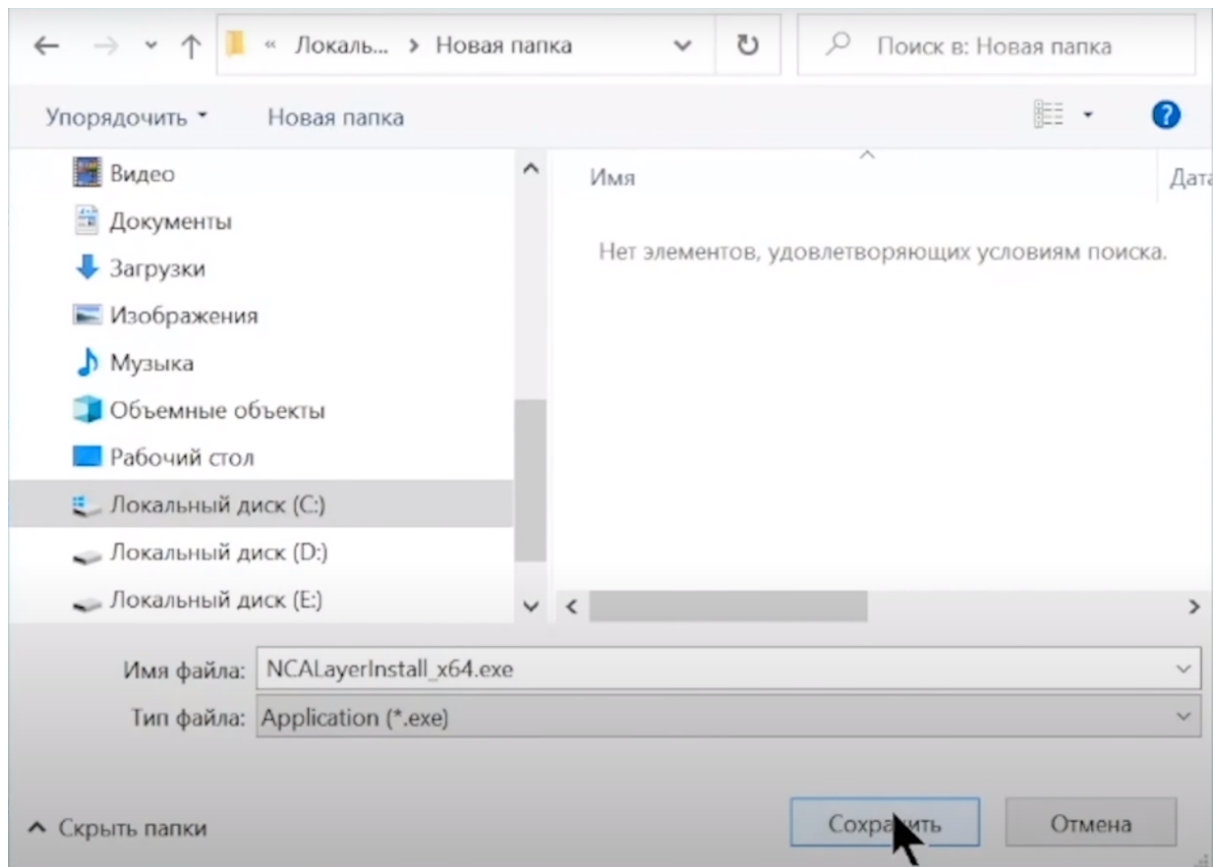 « Локаль... › Новая папка
Поиск в: Новая папка
Упорядочить
Новая папка
?
Видео
Документы
Загрузки
Изображения
Музыка
Объемные объекты
Рабочий стол
Локальный диск (C:)
Локальный диск (D:)
Локальный диск (E:)
Имя
Дата
Нет элементов, удовлетворяющих условиям поиска.
Имя файла: NCALayerInstall_x64.exe
Тип файла: Application (*.exe)
Скрыть папки
Сохранить
Отмена